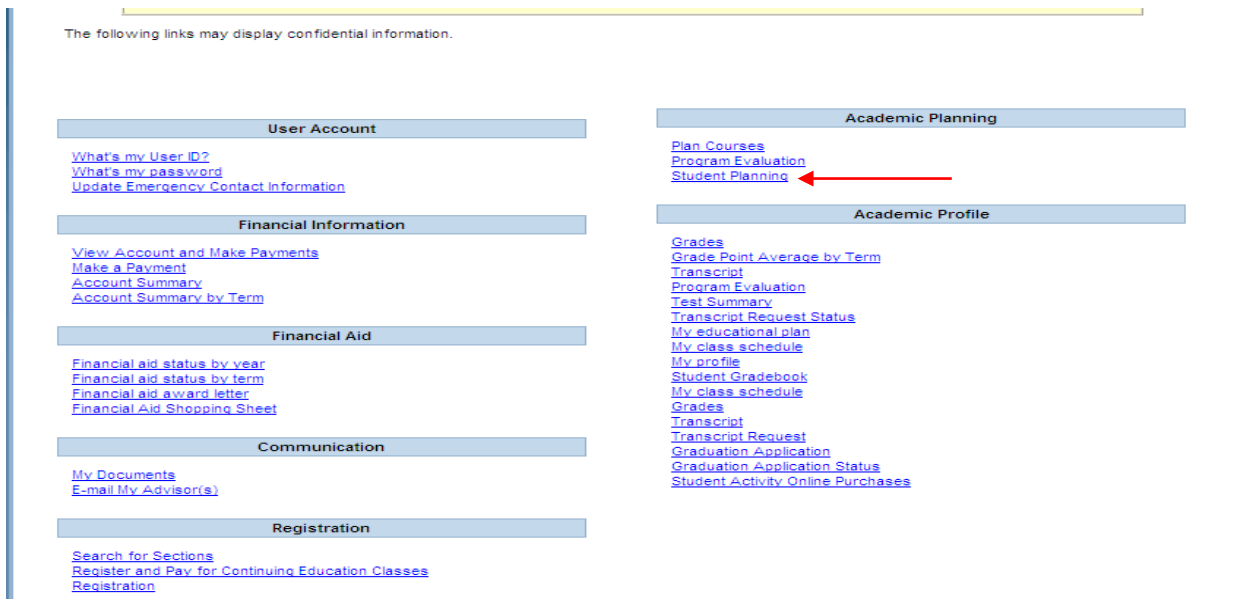 The following links may display confidential information.
User Account
What's my User ID?
What's my password
Update Emergency Contact Information
Financial Information
View Account and Make Payments
Make a Payment
Account Summary
Account Summary by Term
Financial Aid
Financial aid status by year
Financial aid status by term
Financial aid award letter
Financial Aid Shopping Sheet
Communication
My Documents
E-mail My Advisor(s)
Registration
Search for Sections
Register and Pay for Continuing Education Classes
Registration
Academic Planning
Plan Courses
Program Evaluation
Student Planning
Academic Profile
Grades
Grade Point Average by Term
Transcript
Program Evaluation
Test Summary
Transcript Request Status
My educational plan
My class schedule
My profile
Student Gradebook
My class schedule
Grades
Transcript
Transcript Request
Graduation Application
Graduation Application Status
Student Activity Online Purchases